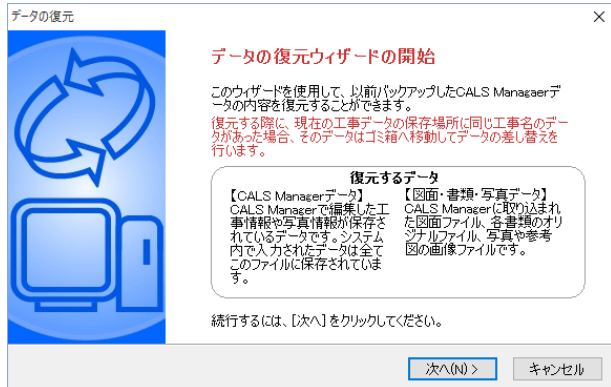 データの復元
データの復元ウィザードの開始
このウィザードを使用して、以前バックアップしたCALS Managaerデ
ータの内容を復元することができます。
復元する際に、現在の工事データの保存場所に同じ工事名のデー
タがあった場合、そのデータはゴミ箱へ移動してデータの差し替えを
行います。
復元するデータ
【CALS Managerデータ】
CALS Managerで編集した工
事情報や写真情報が保存さ
れているデータです。システム
内で入力されたデータは全て
このファイルに保存されていま
す。
【図面・書類・写真データ】
CALS Managerに取り込まれ
た図面ファイル、各書類のオリ
ジナルファイル、写真や参考
図の画像ファイルです。
続行するには、[次へ]をクリックしてください。
次へ(N) >
キャンセル